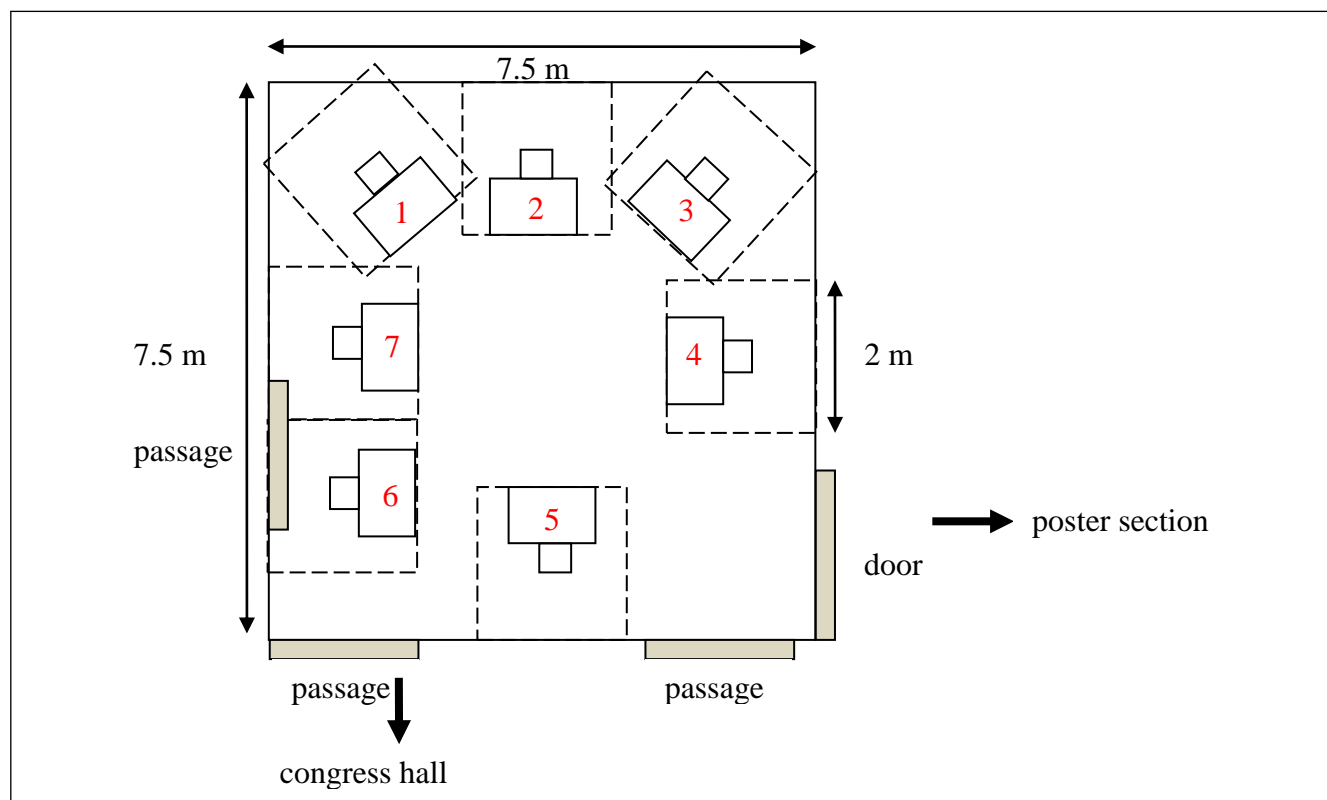 7.5 m
1
2
3
7.5 m
7
4
2 m
passage
6
5
poster section
door
passage
passage
congress hall